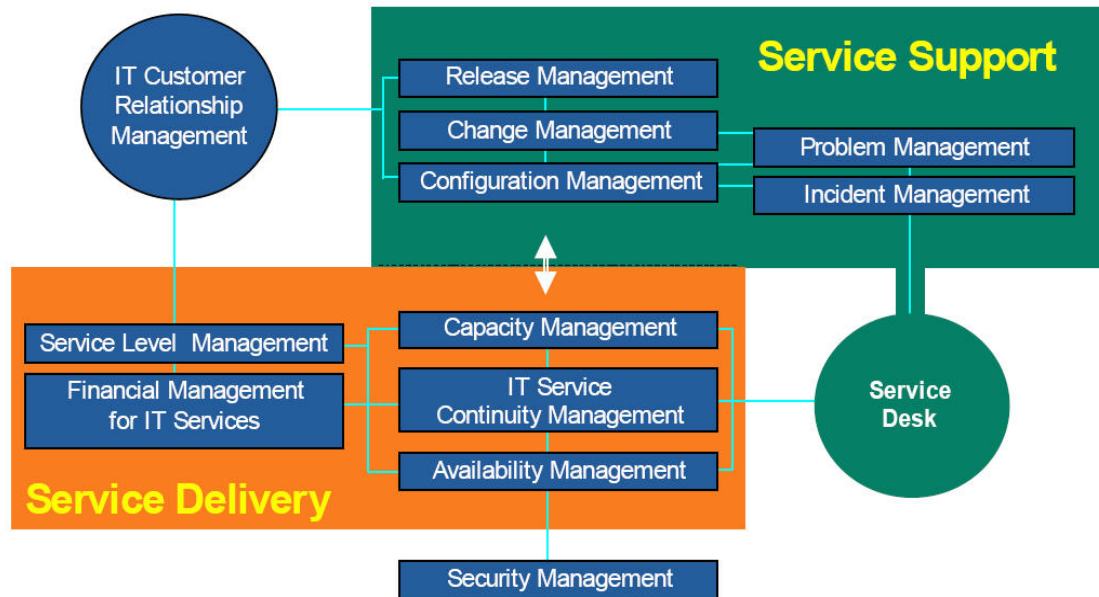 IT Customer
Relationship
Management
Service Support
Release Management
Change Management
Configuration Management
Problem Management
Incident Management
Service Level Management
Financial Management
for IT Services
Capacity Management
IT Service
Continuity Management
Availability Management
Service
Desk
Service Delivery
Security Management